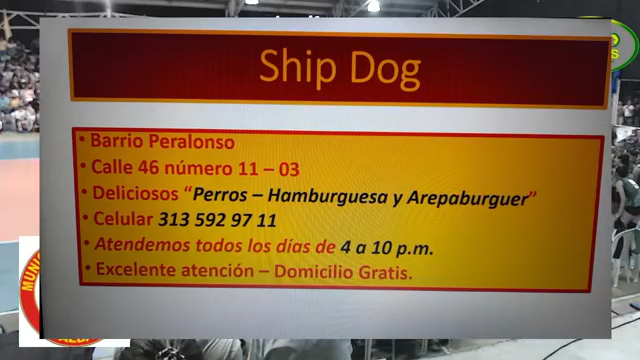 Ship Dog
• Barrio Peralonso
• Calle 46 número 11 – 03
• Deliciosos “Perros – Hamburguesa y Arepaburguer”
• Celular 313 592 97 11
• Atendemos todos los días de 4 a 10 p.m.
• Excelente atención – Domicilio Gratis.